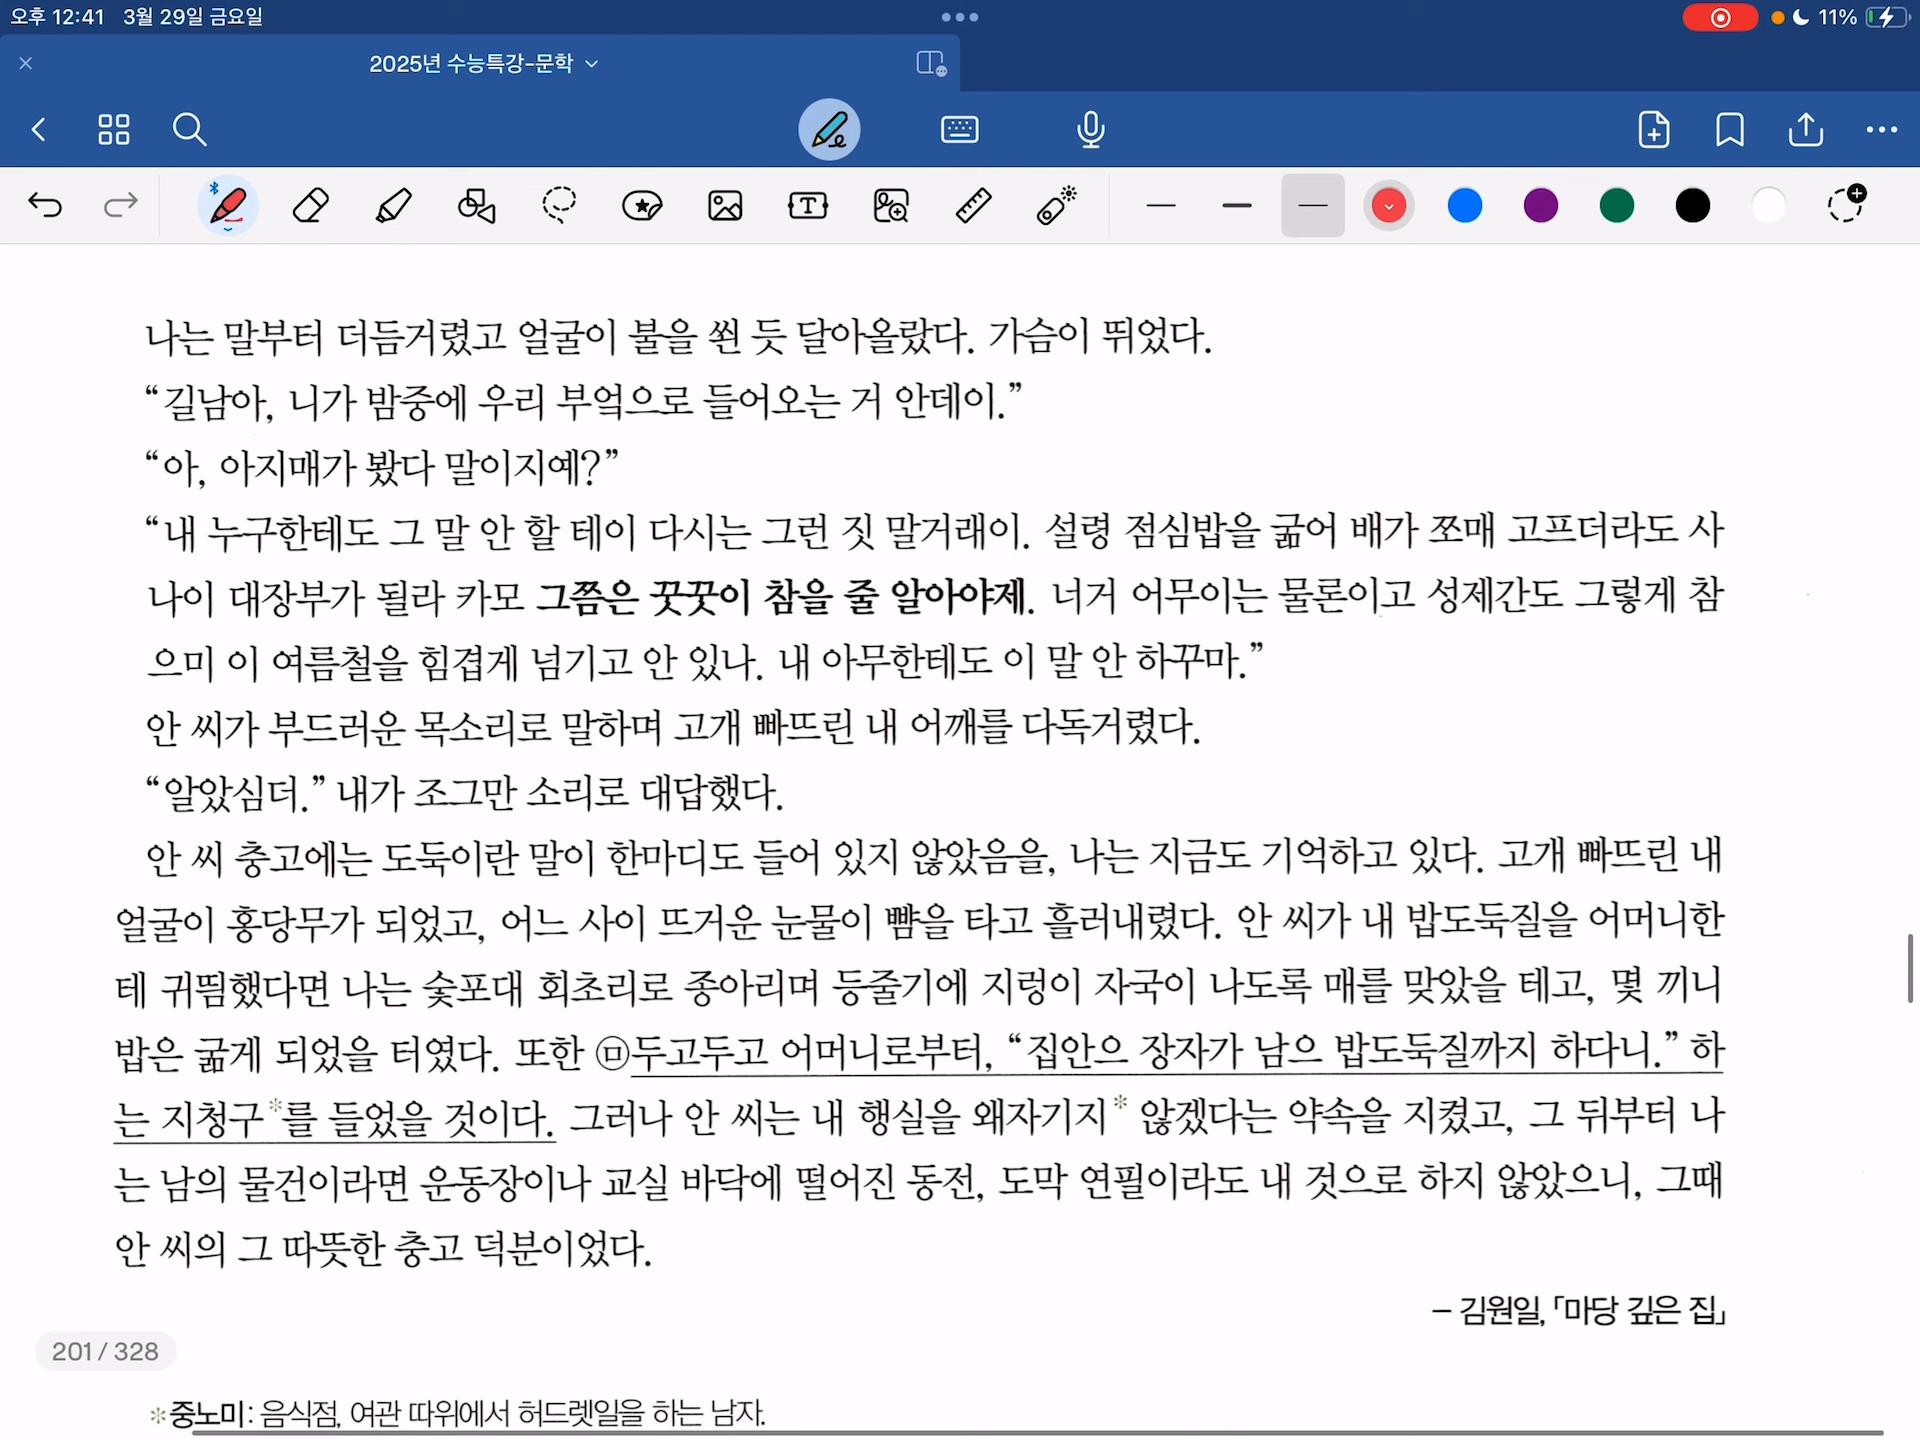 오후 12:41 3월 29일 금요일
11%
2025년 수능특강-문학
나는 말부터 더듬거렸고 얼굴이 불을 쐰 듯 달아올랐다. 가슴이 뛰었다.
“길남아, 니가 밤중에 우리 부엌으로 들어오는 거 안데이.”
“아, 아지매가 봤다 말이지예?”
“내 누구한테도 그 말 안 할 테이 다시는 그런 짓 말거래이. 설령 점심밥을 굶어 배가 쪼매 고프더라도 사
나이 대장부가 될라 카모 그쯤은 꿋꿋이 참을 줄 알아야제. 너거 어무이는 물론이고 성제간도 그렇게 참
으미 이 여름철을 힘겹게 넘기고 안 있나. 내 아무한테도 이 말 안 하꾸마.”
안 씨가 부드러운 목소리로 말하며 고개 빠뜨린 내 어깨를 다독거렸다.
“알았심더.” 내가 조그만 소리로 대답했다.
안 씨 충고에는 도둑이란 말이 한마디도 들어 있지 않았음을, 나는 지금도 기억하고 있다. 고개 빠뜨린 내
얼굴이 홍당무가 되었고, 어느 사이 뜨거운 눈물이 뺨을 타고 흘러내렸다. 안 씨가 내 밥도둑질을 어머니한
테 귀띔했다면 나는 숯포대 회초리로 종아리며 등줄기에 지렁이 자국이 나도록 매를 맞았을 테고, 몇 끼니
밥은 굶게 되었을 터였다. 또한 ㉤두고두고 어머니로부터, “집안으 장자가 남으 밥도둑질까지 하다니.” 하
는 지청구*를 들었을 것이다. 그러나 안 씨는 내 행실을 왜자기지* 않겠다는 약속을 지켰고, 그 뒤부터 나
는 남의 물건이라면 운동장이나 교실 바닥에 떨어진 동전, 도막 연필이라도 내 것으로 하지 않았으니, 그때
안 씨의 그 따뜻한 충고 덕분이었다.
– 김원일, 「마당 깊은 집」
201 / 328
*중노미: 음식점, 여관 따위에서 허드렛일을 하는 남자.